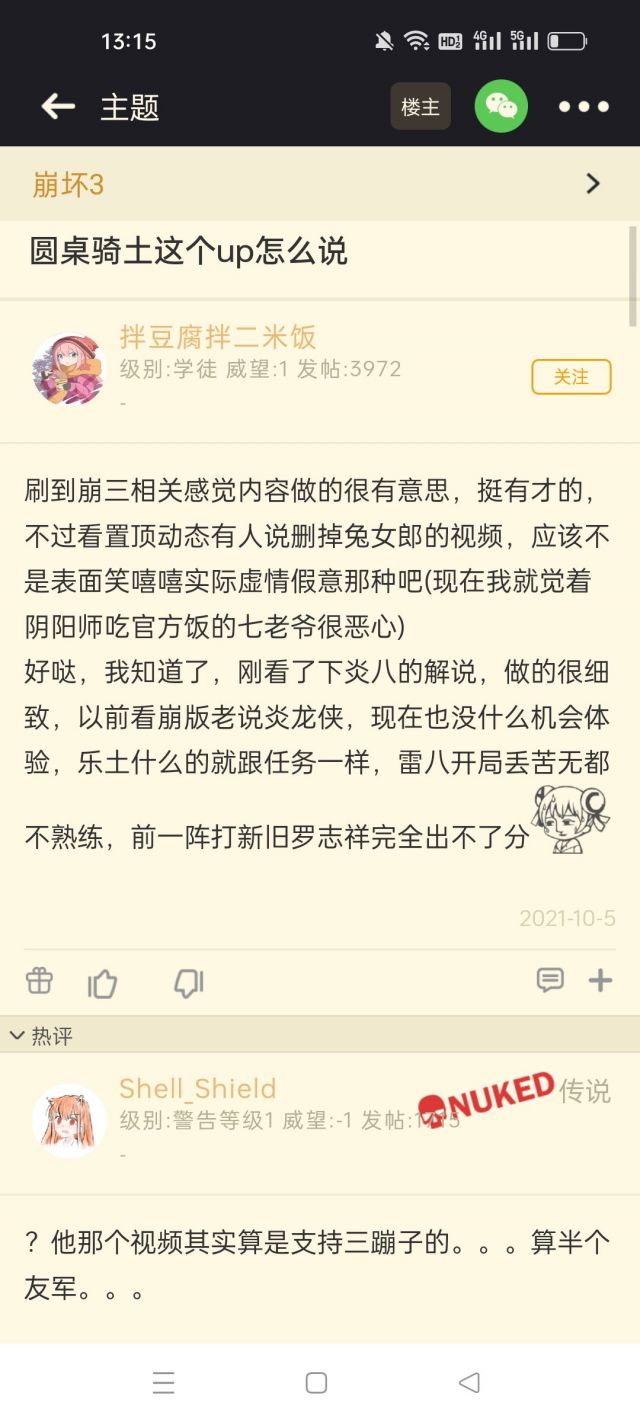 13:15
HD 1 2 4G 5G
主题
楼主
崩坏3
圆桌骑士这个up怎么说
拌豆腐拌二米饭
级别:学徒 威望:1 发帖:3972
关注
-
刷到崩三相关感觉内容做的很有意思，挺有才的，
不过看置顶动态有人说删掉兔女郎的视频，应该不
是表面笑嘻嘻实际虚情假意那种吧(现在我就觉着
阴阳师吃官方饭的七老爷很恶心)
好哒，我知道了，刚看了下炎八的解说，做的很细
致，以前看崩版老说炎龙侠，现在也没什么机会体
验，乐土什么的就跟任务一样，雷八开局丢苦无都
不熟练，前一阵打新旧罗志祥完全出不了分
2021-10-5
热评
Shell_Shield
NUKED
传说
级别:警告等级1 威望:-1 发帖:1715
-
？他那个视频其实算是支持三蹦子的。。。算半个
友军。。。